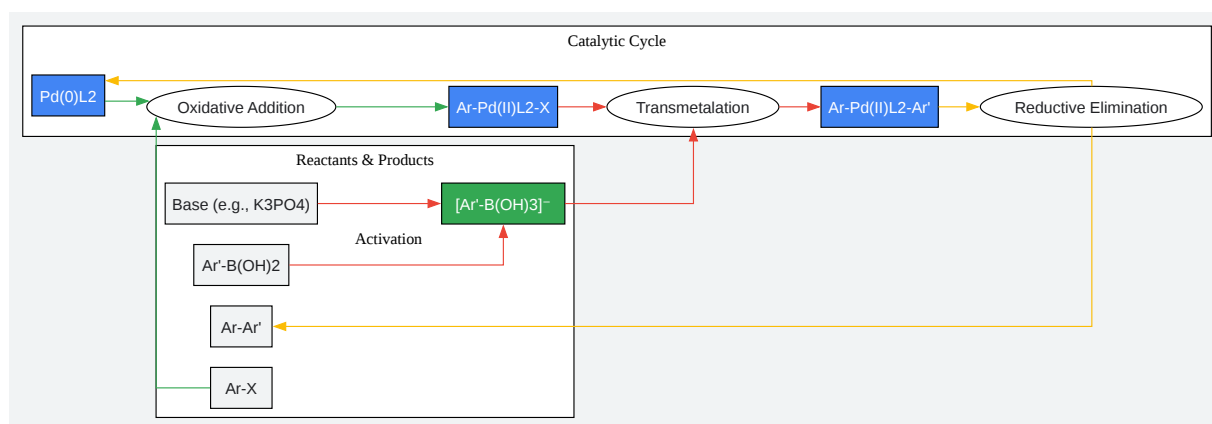 Catalytic Cycle
Pd(0)L2
Oxidative Addition
Ar-Pd(II)L2-X
Transmetalation
Ar-Pd(II)L2-Ar'
Reductive Elimination
Reactants & Products
Base (e.g., K3PO4)
[Ar'-B(OH)3]⁻
Activation
Ar'-B(OH)2
Ar-Ar'
Ar-X